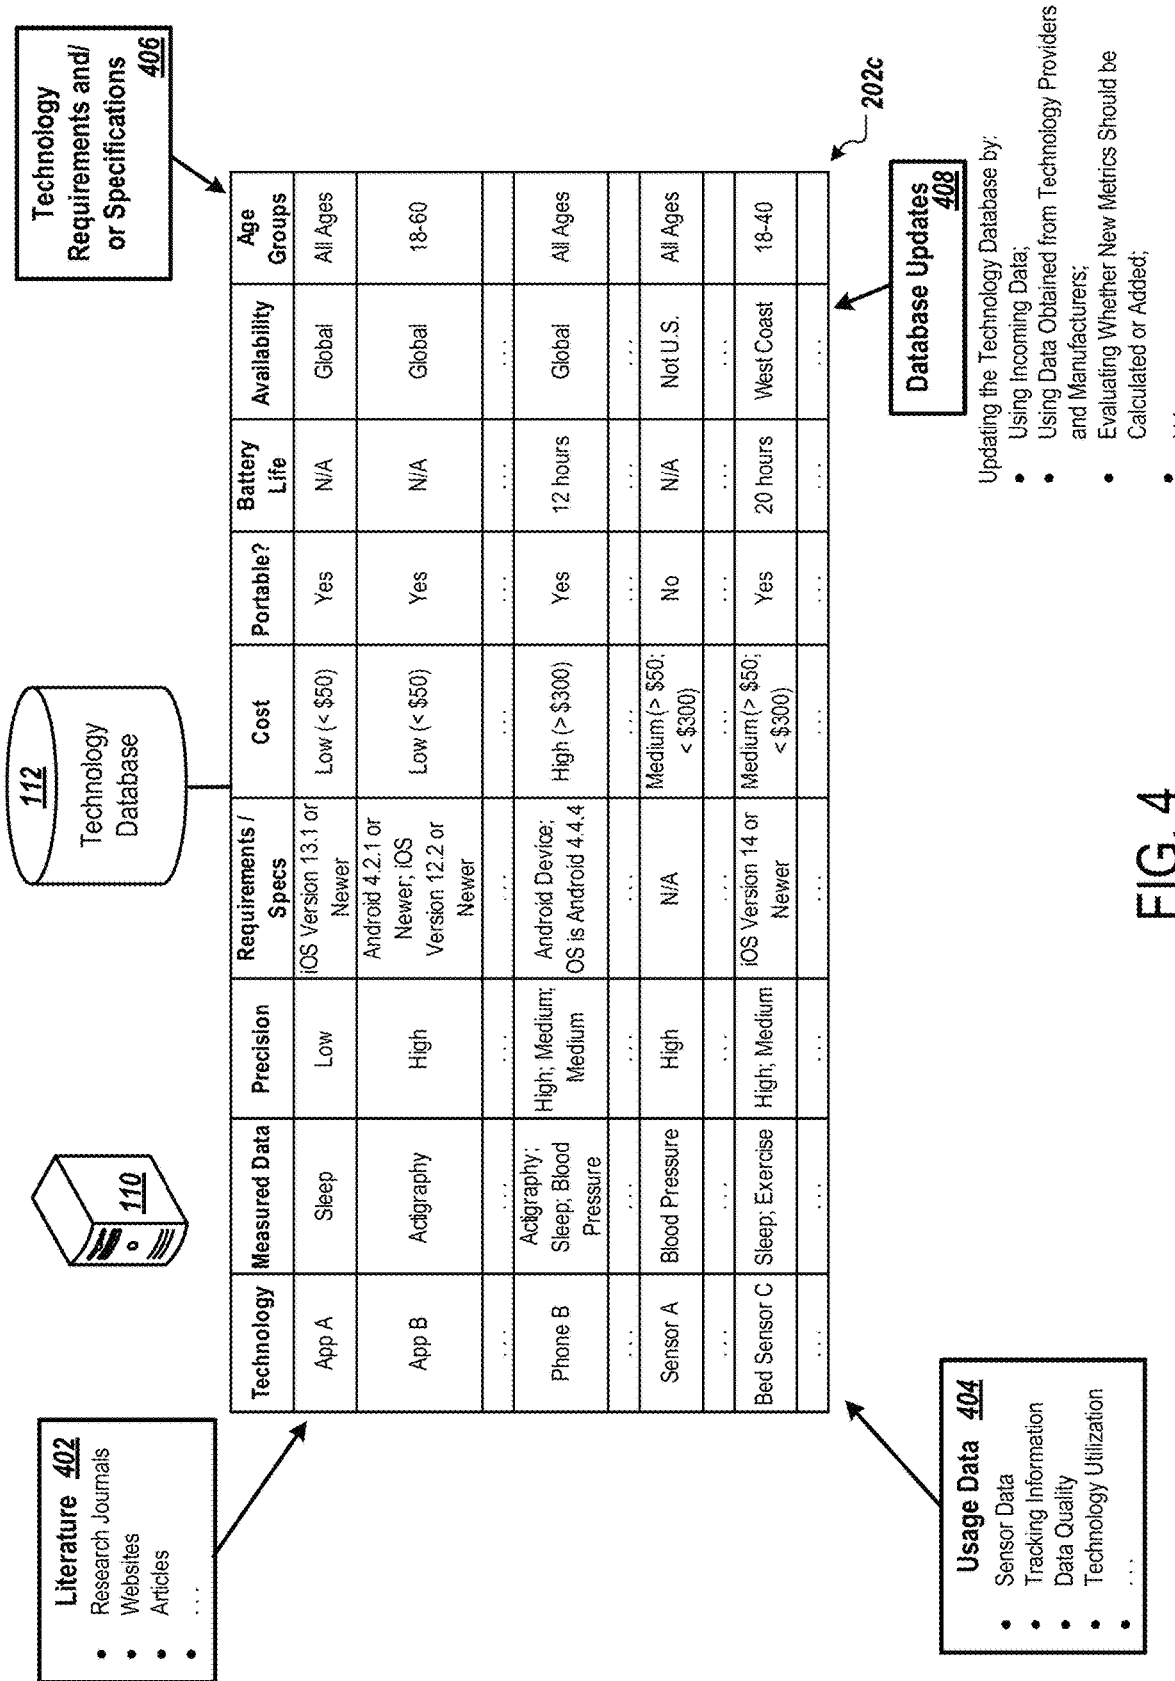 Literature 402
• Research Journals
• Websites
• Articles
• ...
110
112
Technology
Database
Technology
Requirements and/
or Specifications
406
Technology
Measured Data
Precision
Requirements /
Specs
Cost
Portable?
Battery
Life
Availability
Age
Groups
App A
Sleep
Low
iOS Version 13.1 or
Newer
Low (< $50)
Yes
N/A
Global
All Ages
App B
Actigraphy
High
Android 4.2.1 or
Newer; iOS
Version 12.2 or
Newer
Low (< $50)
Yes
N/A
Global
18-60
...
...
...
...
...
...
...
...
...
Phone B
Actigraphy;
Sleep; Blood
Pressure
High; Medium;
Medium
Android Device;
OS is Android 4.4.4
High (> $300)
Yes
12 hours
Global
All Ages
...
...
...
...
...
...
...
...
...
Sensor A
Blood Pressure
High
N/A
Medium (> $50;
< $300)
No
N/A
Not U.S.
All Ages
...
...
...
...
...
...
...
...
...
Bed Sensor C
Sleep; Exercise
High; Medium
iOS Version 14 or
Newer
Medium (> $50;
< $300)
Yes
20 hours
West Coast
18-40
...
...
...
...
...
...
...
...
...
202c
Usage Data 404
• Sensor Data
• Tracking Information
• Data Quality
• Technology Utilization
• ...
Database Updates
408
Updating the Technology Database by:
• Using Incoming Data;
• Using Data Obtained from Technology Providers
and Manufacturers;
• Evaluating Whether New Metrics Should be
Calculated or Added;
• ...
FIG. 4